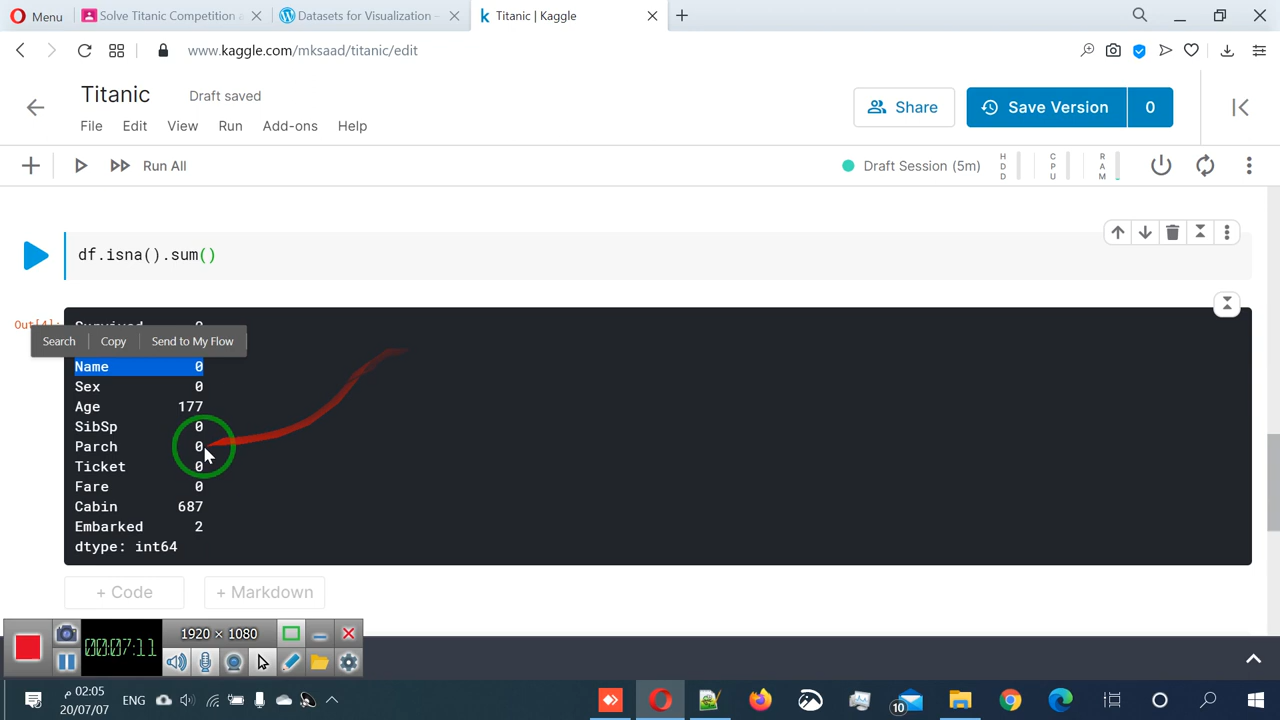 Menu
Solve Titanic Competition
Datasets for Visualization –
Titanic | Kaggle
www.kaggle.com/mksaad/titanic/edit
Titanic
Draft saved
Share
Save Version
0
File Edit View Run Add-ons Help
Run All
Draft Session (5m)
HDD
CPU
RAM
df.isna().sum()
Out[4]:
Search
Copy
Send to My Flow
Name 0
Sex 0
Age 177
SibSp 0
Parch 0
Ticket 0
Fare 0
Cabin 687
Embarked 2
dtype: int64
+ Code
+ Markdown
1920 × 1080
00:07:11
10
ENG
02:05 م
20/07/07